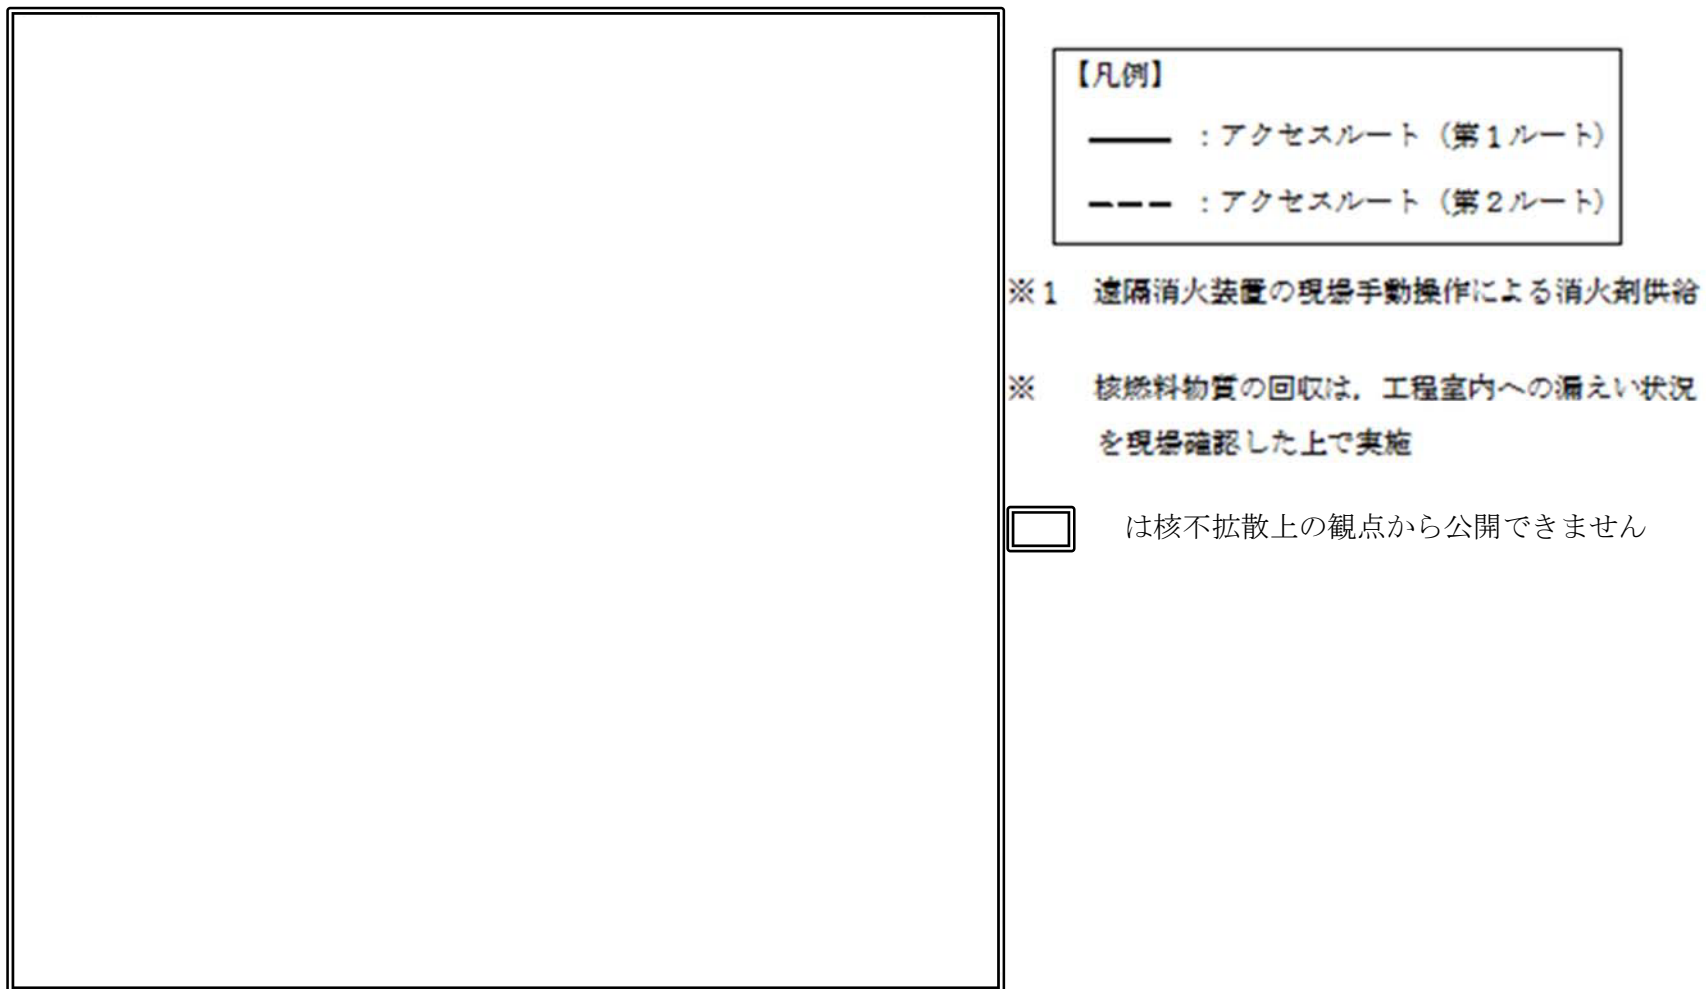 【凡例】
：アクセスルート（第１ルート）
：アクセスルート（第２ルート）
※１　遠隔消火装置の現場手動操作による消火剤供給
※　核燃料物質の回収は，工程室内への漏えい状況
を現場確認した上で実施
は核不拡散上の観点から公開できません